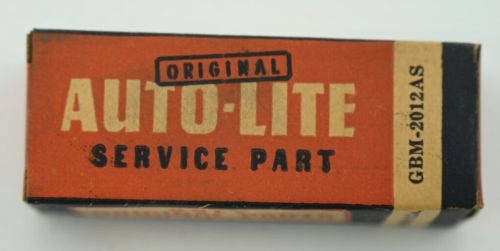 ORIGINAL
AUTO-LITE
SERVICE PART
GBM-2012AS